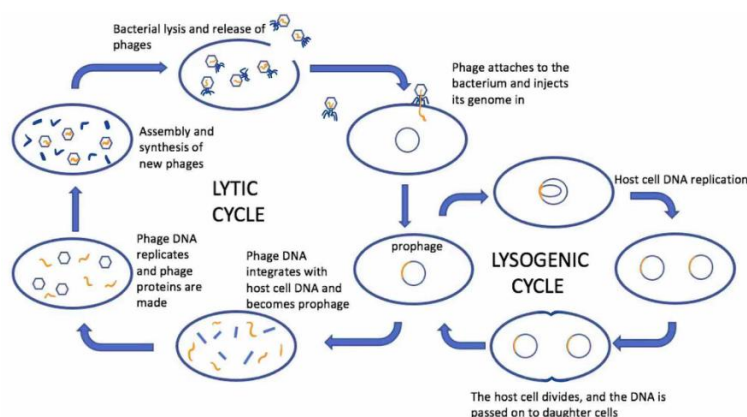 Bacterial lysis and release of
phages
Phage attaches to the
bacterium and injects
its genome in
Assembly and
synthesis of
new phages
LYTIC
CYCLE
Host cell DNA replication
prophage
Phage DNA
replicates
and phage
proteins are
made
Phage DNA
integrates with
host cell DNA and
becomes prophage
LYSOGENIC
CYCLE
The host cell divides, and the DNA is
passed on to daughter cells